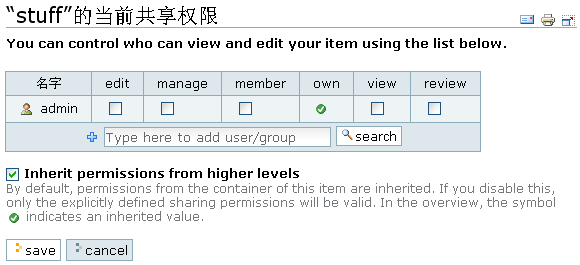 “stuff”的当前共享权限
You can control who can view and edit your item using the list below.
名字 edit manage member own view review
admin
Type here to add user/group search
Inherit permissions from higher levels
By default, permissions from the container of this item are inherited. If you disable this,
only the explicitly defined sharing permissions will be valid. In the overview, the symbol
indicates an inherited value.
save cancel